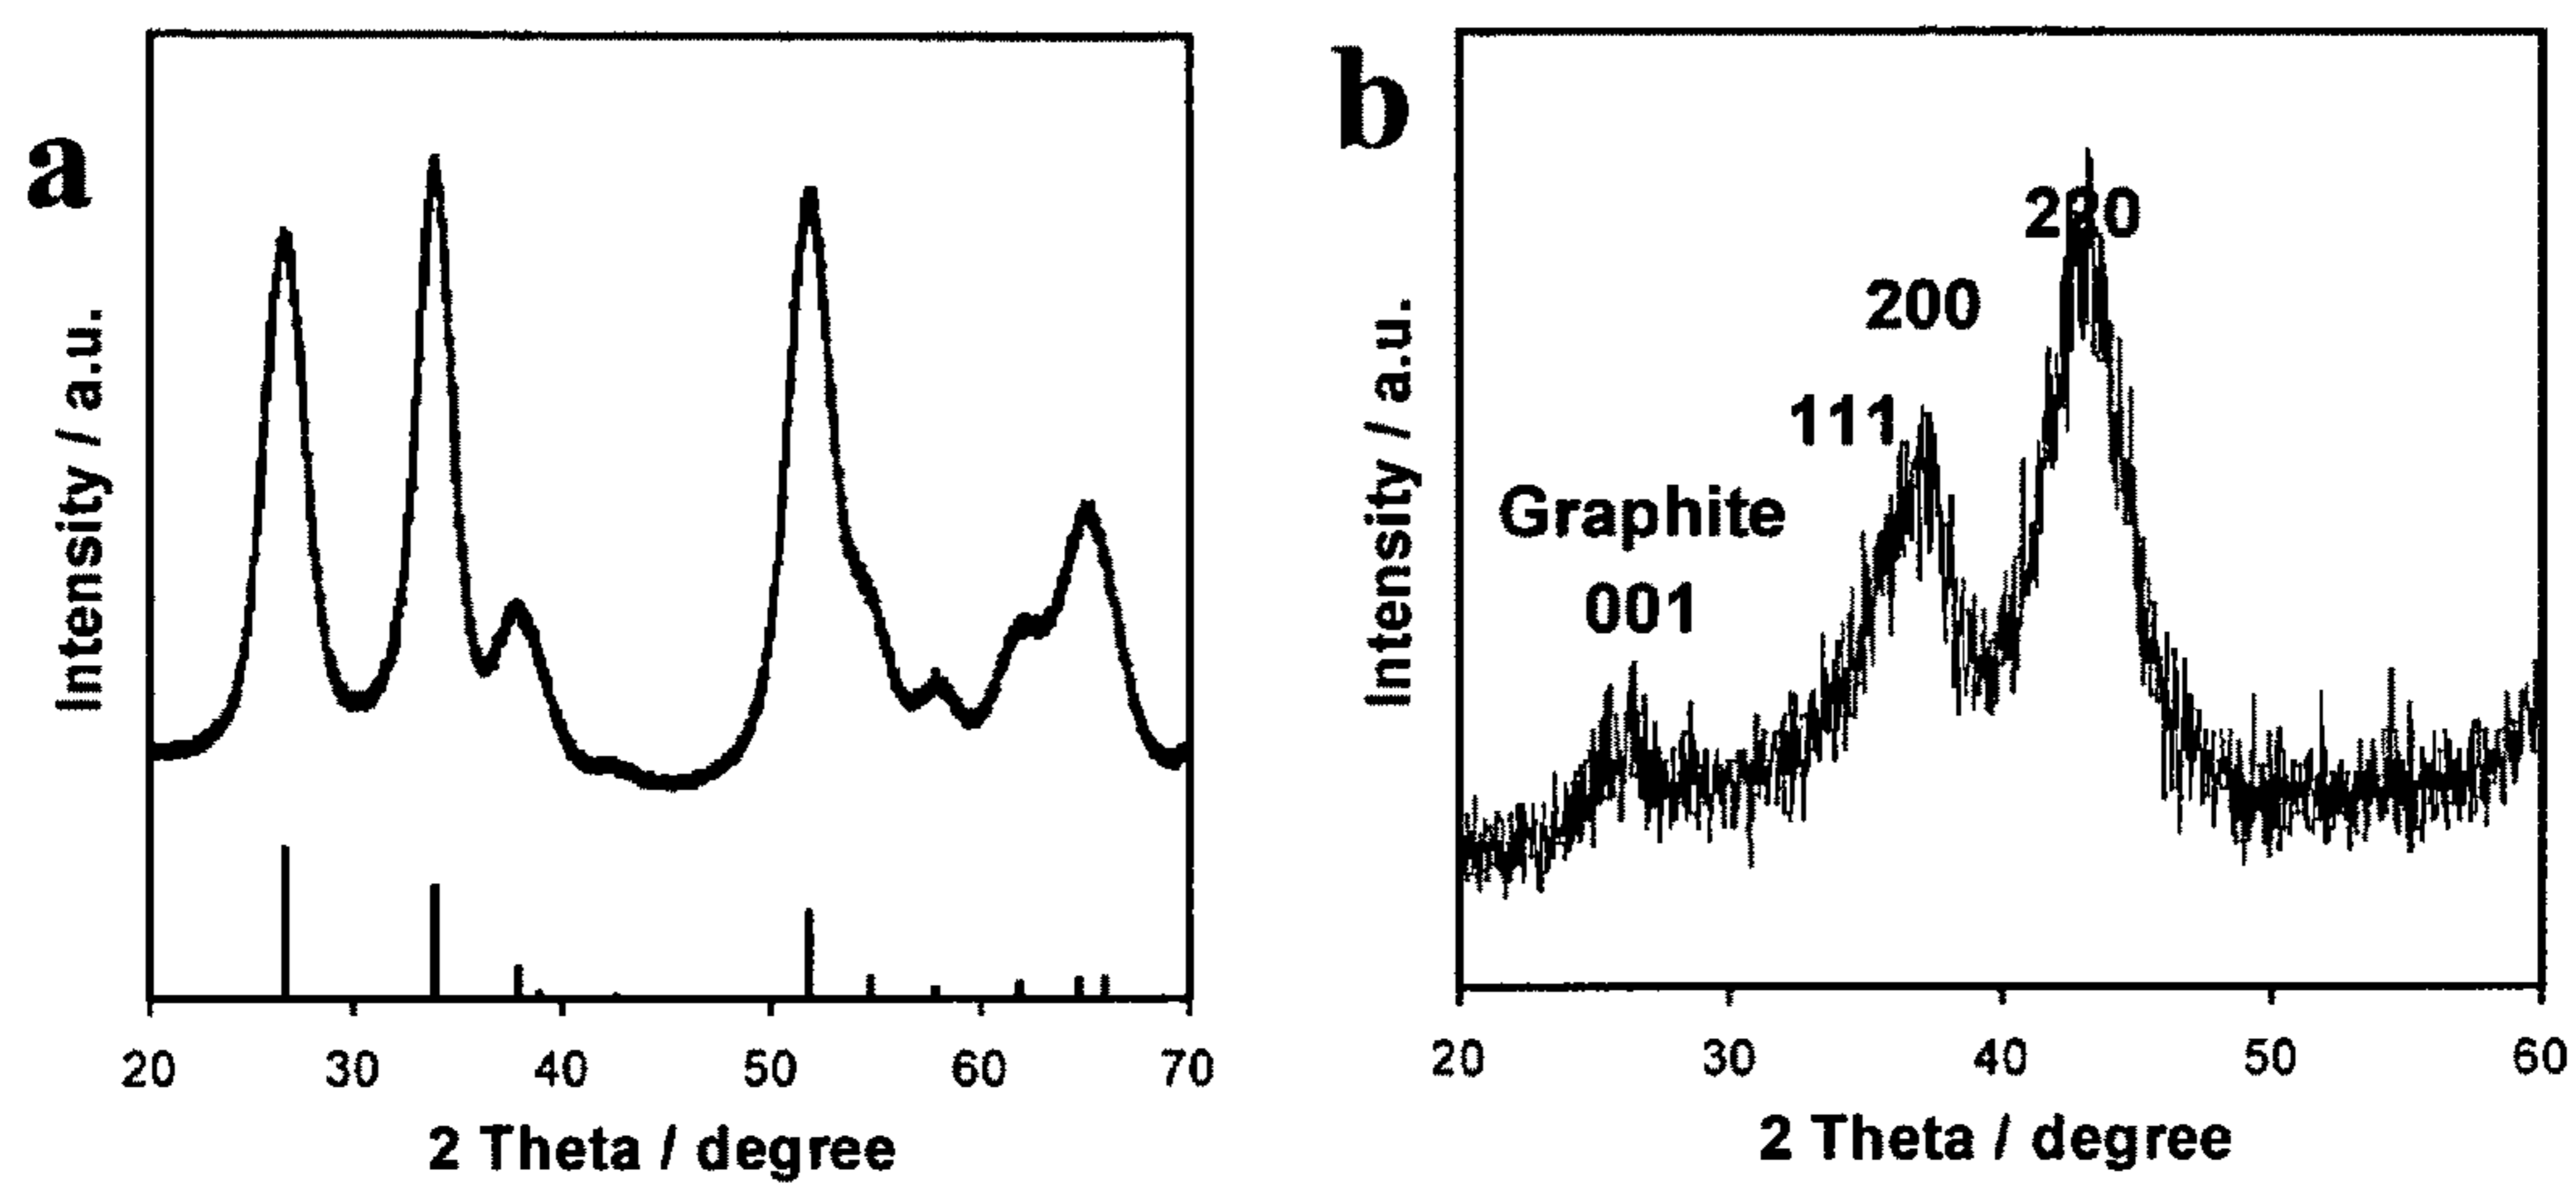 a
Intensity / a.u.
20 30 40 50 60 70
2 Theta / degree
b
Intensity / a.u.
220
200
111
Graphite
001
20 30 40 50 60
2 Theta / degree